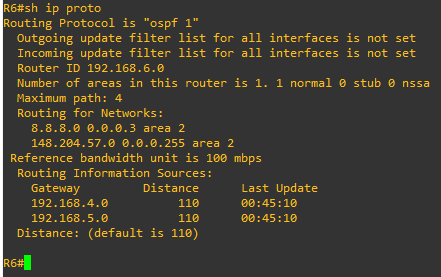 R6#sh ip proto
Routing Protocol is "ospf 1"
Outgoing update filter list for all interfaces is not set
Incoming update filter list for all interfaces is not set
Router ID 192.168.6.0
Number of areas in this router is 1. 1 normal 0 stub 0 nssa
Maximum path: 4
Routing for Networks:
8.8.8.0 0.0.0.3 area 2
148.204.57.0 0.0.0.255 area 2
Reference bandwidth unit is 100 mbps
Routing Information Sources:
Gateway Distance Last Update
192.168.4.0 110 00:45:10
192.168.5.0 110 00:45:10
Distance: (default is 110)
R6#